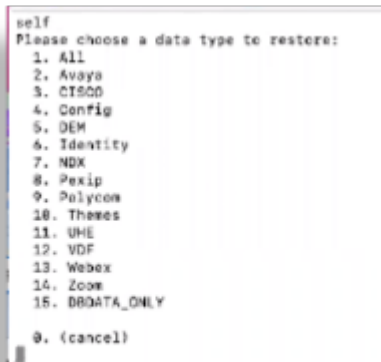 self
Please choose a data type to restore:
1. All
2. Avaya
3. CISCO
4. Config
5. DEM
6. Identity
7. NDX
8. Pexip
9. Polycom
10. Themes
11. UHE
12. VDF
13. Webex
14. Zoom
15. DBDATA_ONLY
0. (cancel)